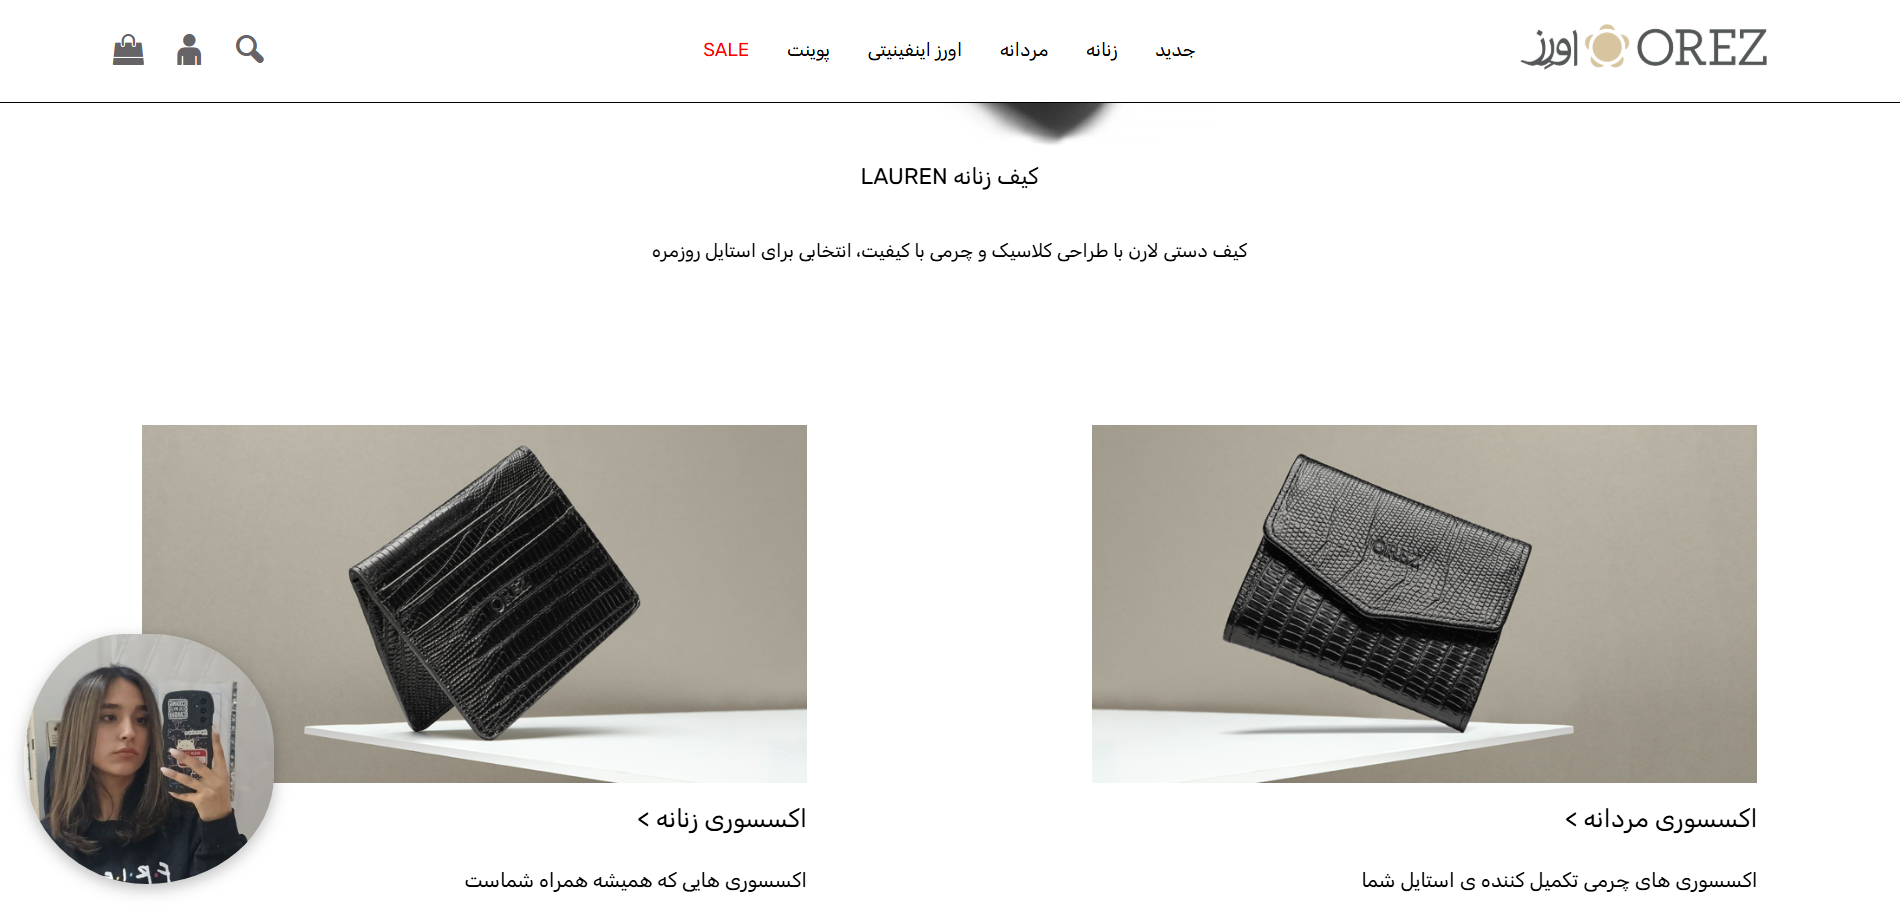 OREZ اورز
جدید
زنانه
مردانه
اورز اینفینیتی
پوینت
SALE
کیف زنانه LAUREN
کیف دستی لارن با طراحی کلاسیک و چرمی با کیفیت، انتخابی برای استایل روزمره
OREZ
OREZ
اکسسوری مردانه >
اکسسوری های چرمی تکمیل کننده ی استایل شما
اکسسوری زنانه >
اکسسوری هایی که همیشه همراه شماست